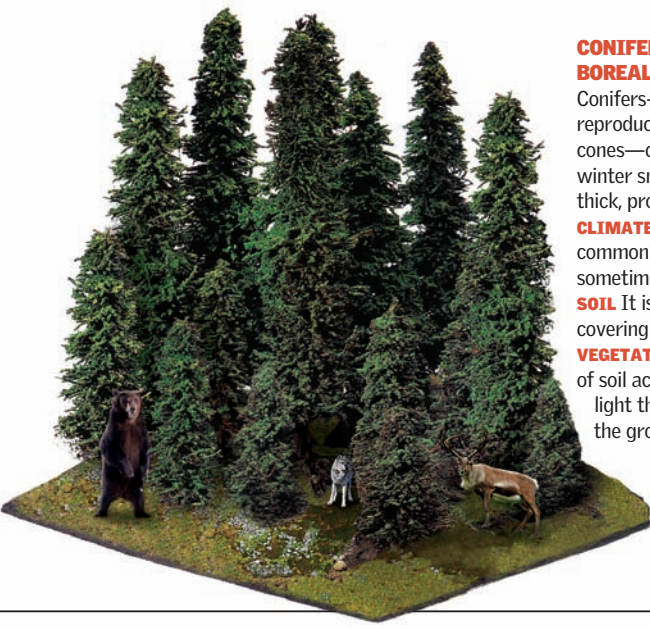 CONIFE
BOREAL
Conifers
reproduc
cones—
winter s
thick, pro
CLIMATE
common
sometim
SOIL It is
covering
VEGETAT
of soil ac
light th
the gro